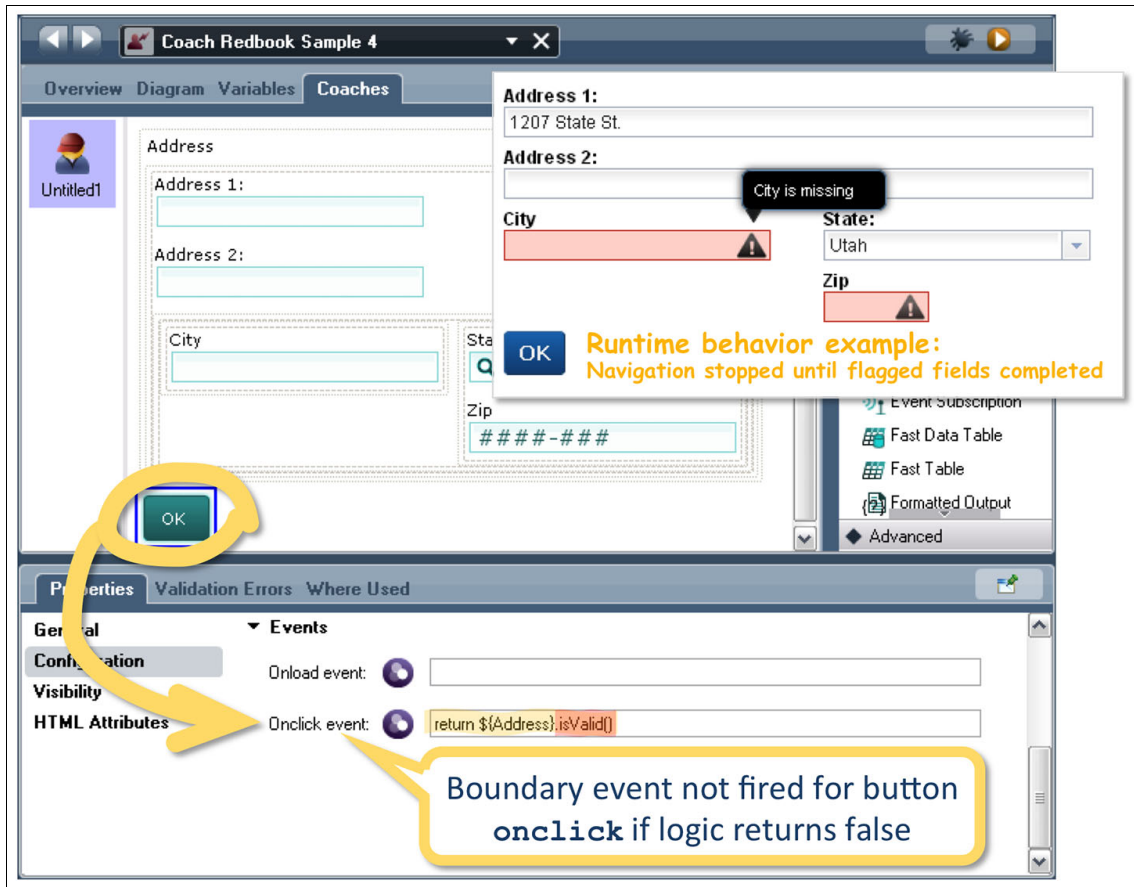 Coach Redbook Sample 4
Overview Diagram Variables Coaches
Untitled1
Address
Address 1:
Address 2:
City
Zip
####-###
OK
Address 1:
1207 State St.
Address 2:
City is missing
City
State:
Utah
Zip
OK
Runtime behavior example:
Navigation stopped until flagged fields completed
Event Subscription
Fast Data Table
Fast Table
Formatted Output
Advanced
Properties Validation Errors Where Used
General
Configuration
Visibility
HTML Attributes
Events
Onload event:
Onclick event:
return ${Address}.isValid()
Boundary event not fired for button
onclick if logic returns false